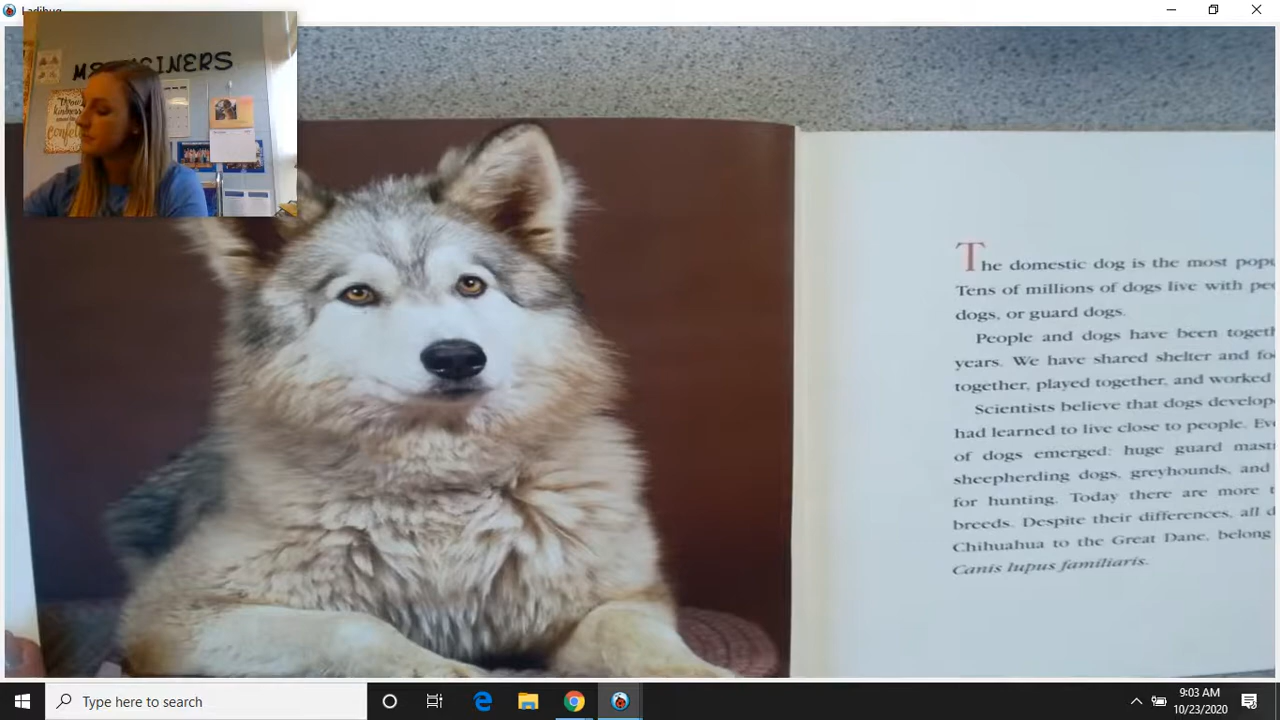 Ladibug
Throw
kindness
confet
The domestic dog is the most popu
Tens of millions of dogs live with pe
dogs, or guard dogs.
People and dogs have been togeth
years. We have shared shelter and fo
together, played together, and worked
Scientists believe that dogs develop
had learned to live close to people. Ev
of dogs emerged: huge guard mast
sheepherding dogs, greyhounds, and
for hunting. Today there are more t
breeds. Despite their differences, all d
Chihuahua to the Great Dane, belong
Canis lupus familiaris.
Type here to search
9:03 AM
10/23/2020